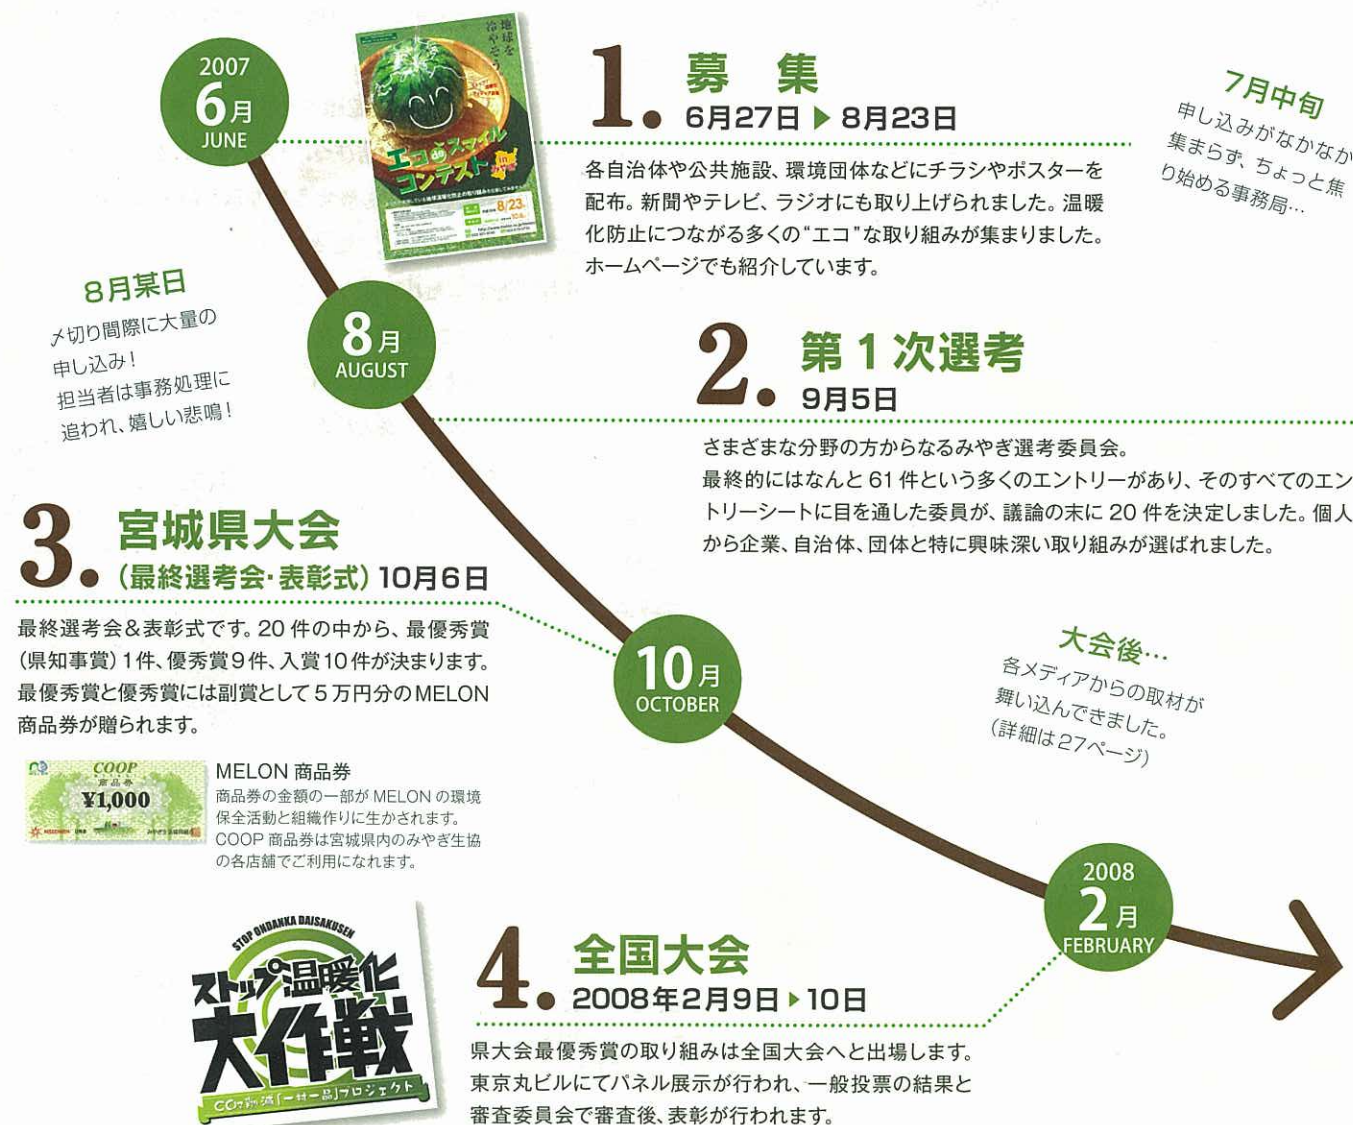 2007
6月
JUNE
地球を
冷やそう
エコdeスマイル
コンテスト
in
8/23
1. 募 集
6月27日 ▶ 8月23日
各自治体や公共施設、環境団体などにチラシやポスターを
配布。新聞やテレビ、ラジオにも取り上げられました。温暖
化防止につながる多くの“エコ”な取り組みが集まりました。
ホームページでも紹介しています。
7月中旬
申し込みがなかなか
集まらず、ちょっと焦
り始める事務局…
8月某日
〆切り間際に大量の
申し込み!
担当者は事務処理に
追われ、嬉しい悲鳴!
8月
AUGUST
2. 第1次選考
9月5日
さまざまな分野の方からなるみやぎ選考委員会。
最終的にはなんと61件という多くのエントリーがあり、そのすべてのエン
トリーシートに目を通した委員が、議論の末に20件を決定しました。個人
から企業、自治体、団体と特に興味深い取り組みが選ばれました。
3. 宮城県大会
(最終選考会・表彰式)10月6日
最終選考会&表彰式です。20件の中から、最優秀賞
(県知事賞)1件、優秀賞9件、入賞10件が決まります。
最優秀賞と優秀賞には副賞として5万円分のMELON
商品券が贈られます。
10月
OCTOBER
大会後…
各メディアからの取材が
舞い込んできました。
(詳細は27ページ)
COOP
商品券
¥1,000
MELON 商品券
商品券の金額の一部が MELON の環境
保全活動と組織作りに生かされます。
COOP 商品券は宮城県内のみやぎ生協
の各店舗でご利用になれます。
2008
2月
FEBRUARY
STOP ONDANKA DAISAKUSEN
ストップ温暖化
大作戦
CO2削減「一村一品」プロジェクト
4. 全国大会
2008年2月9日 ▶ 10日
県大会最優秀賞の取り組みは全国大会へと出場します。
東京丸ビルにてパネル展示が行われ、一般投票の結果と
審査委員会で審査後、表彰が行われます。